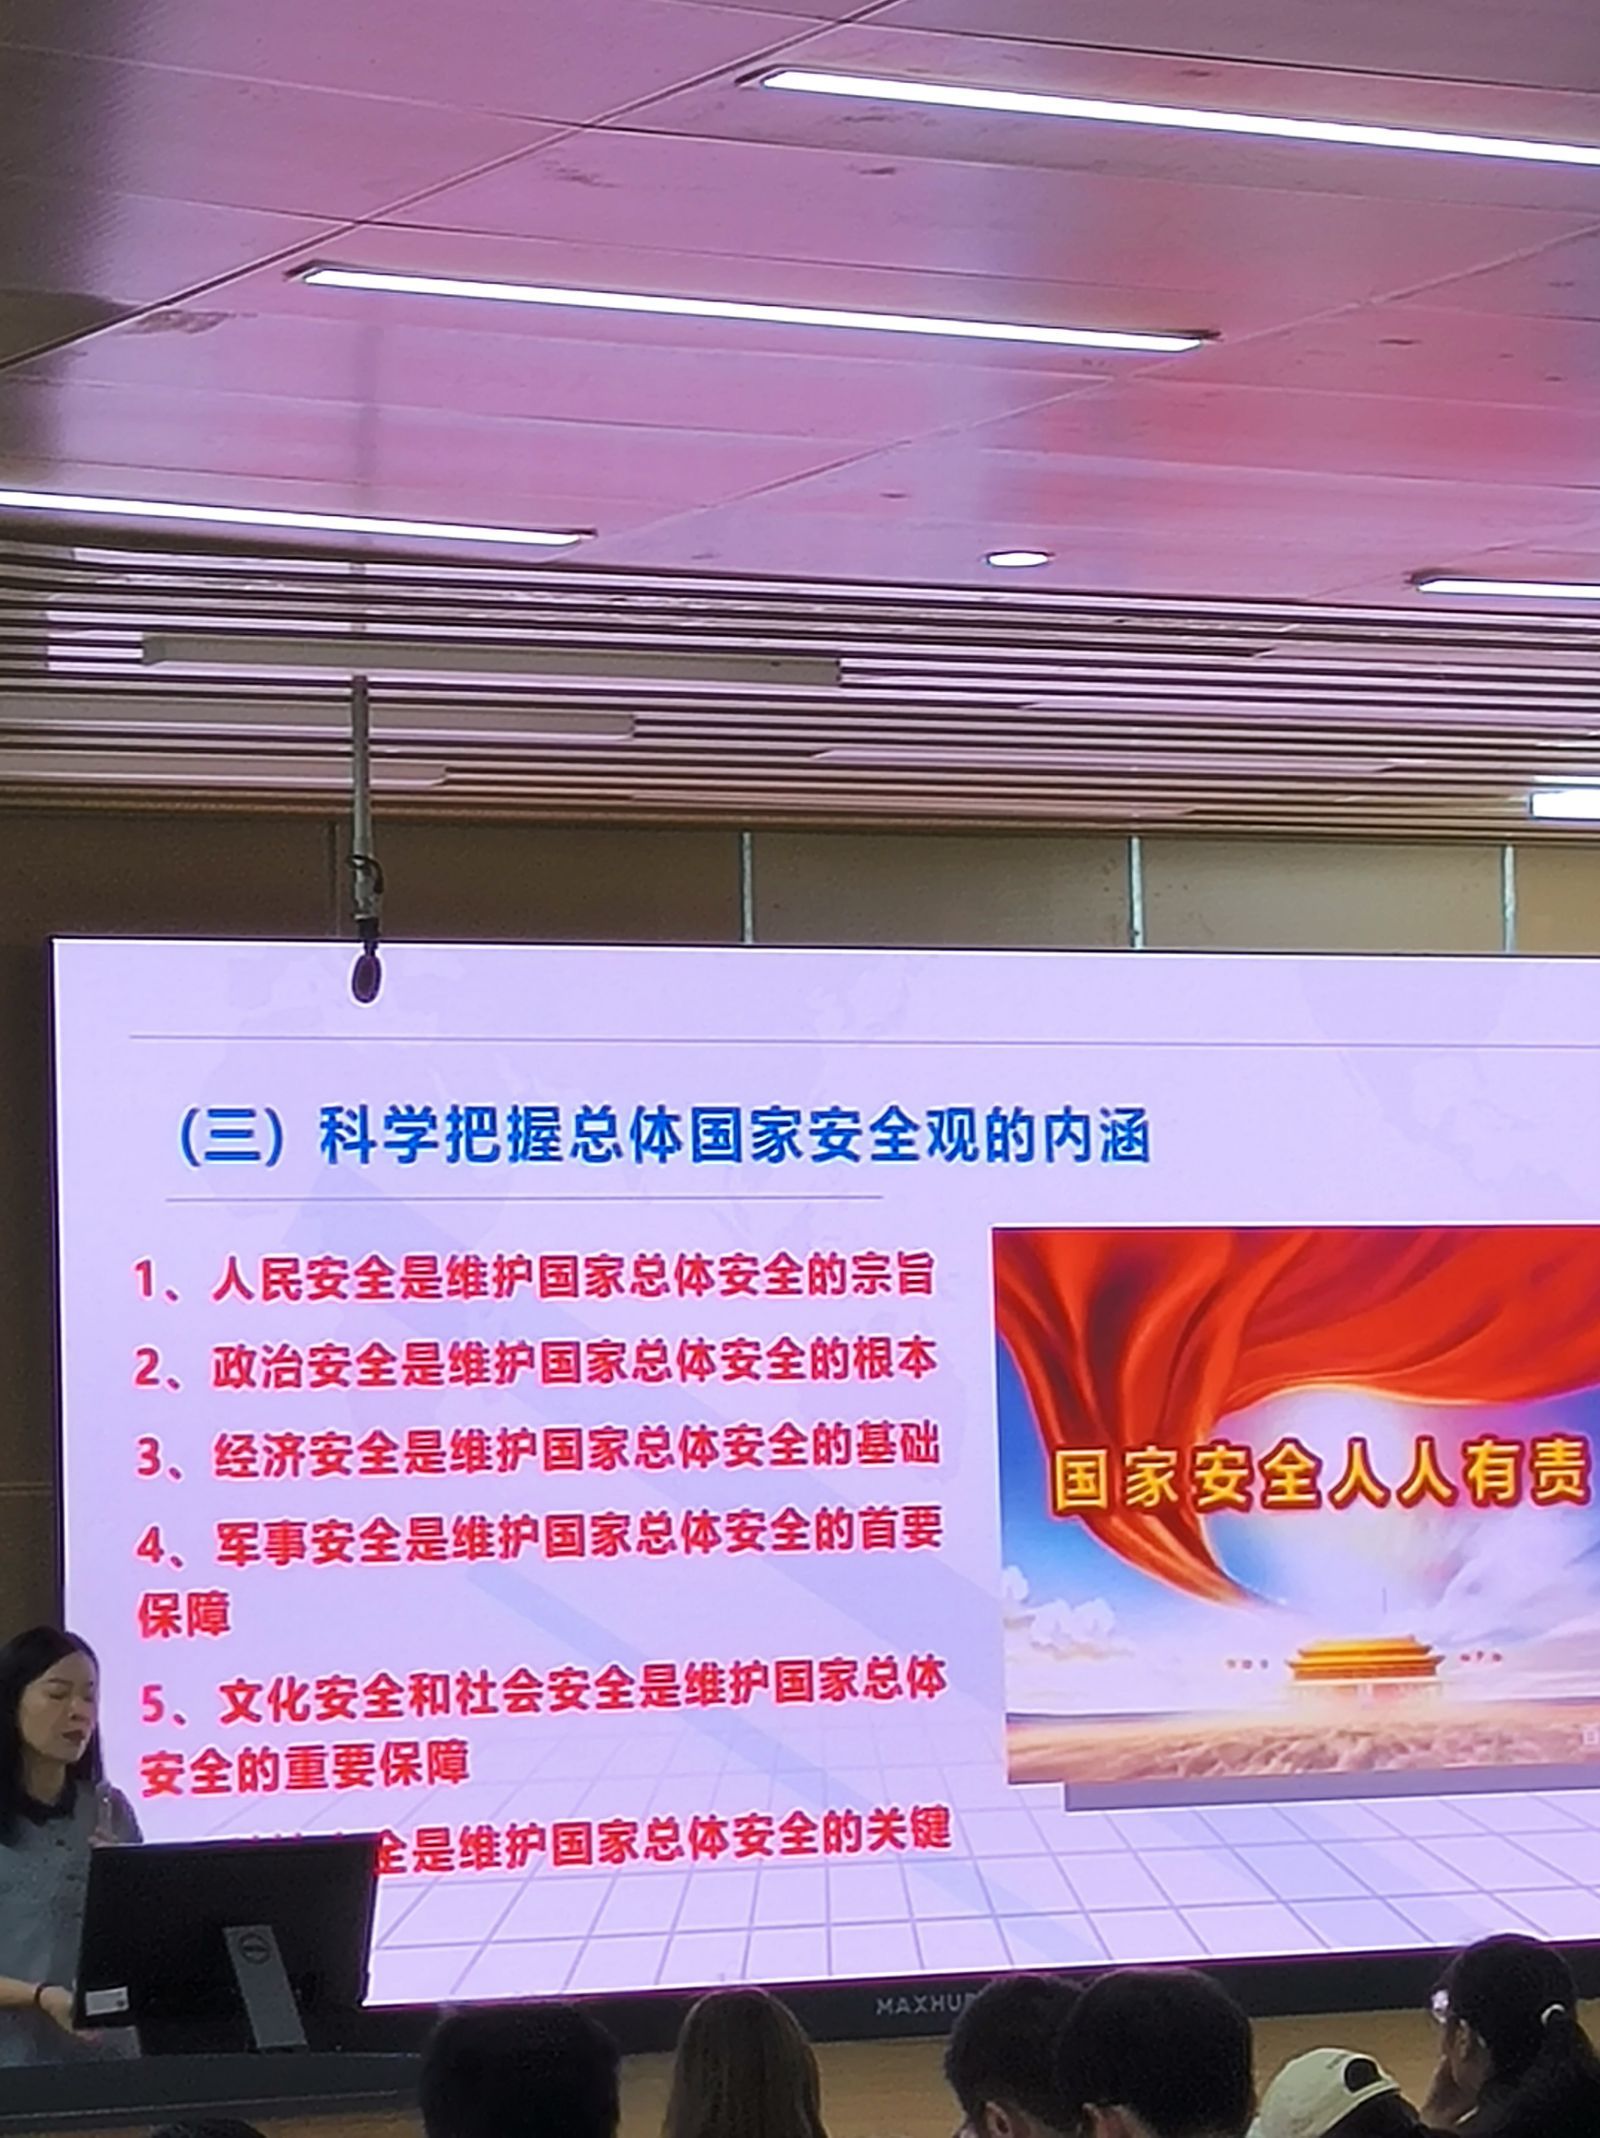 (三) 科学把握总体国家安全观的内涵
1、人民安全是维护国家总体安全的宗旨
2、政治安全是维护国家总体安全的根本
3、经济安全是维护国家总体安全的基础
4、军事安全是维护国家总体安全的首要
保障
5、文化安全和社会安全是维护国家总体
安全的重要保障
全是维护国家总体安全的关键
国家安全人人有责
MAXHU
DELL